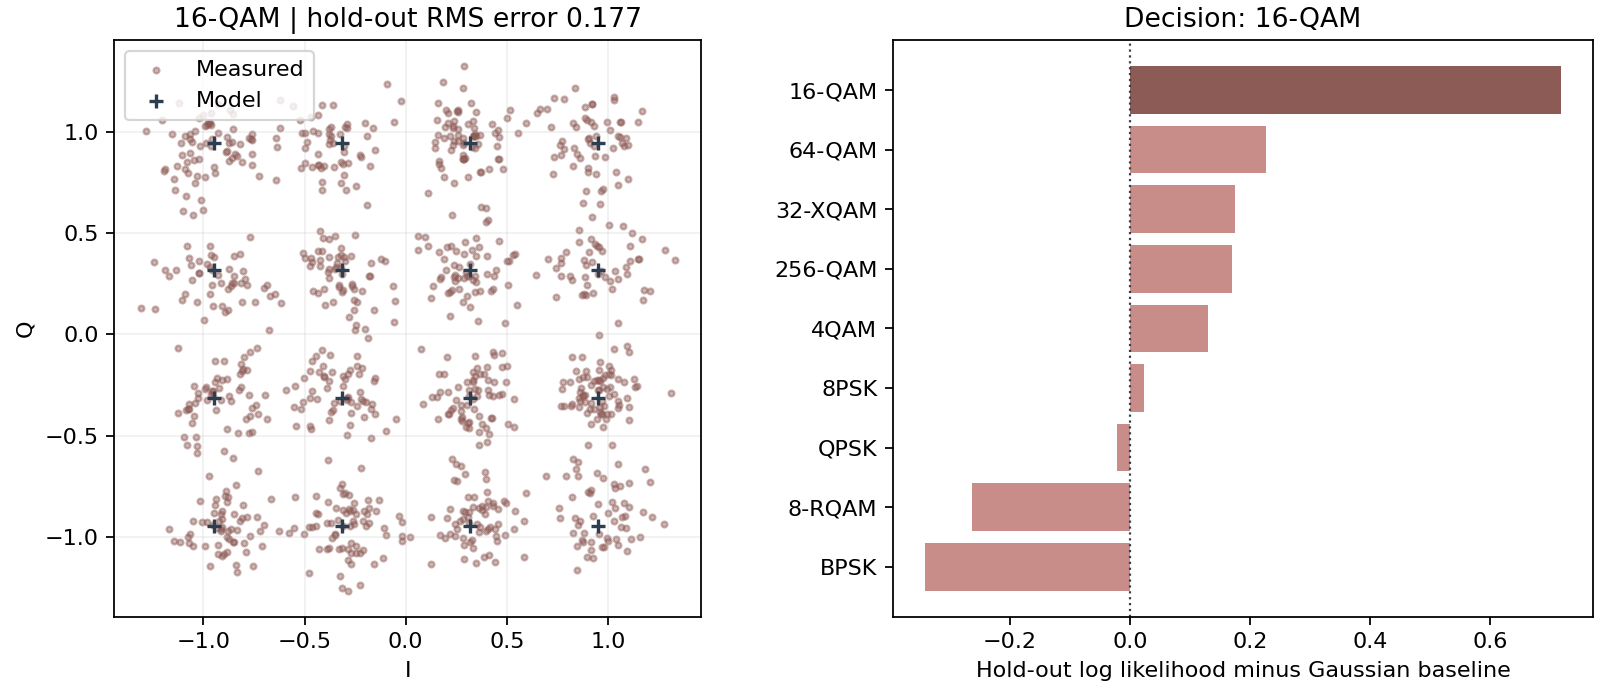 16-QAM | hold-out RMS error 0.177
Measured
Model
1.0
0.5
0.0
−0.5
−1.0
Q
−1.0
−0.5
0.0
0.5
1.0
I
Decision: 16-QAM
16-QAM
64-QAM
32-XQAM
256-QAM
4QAM
8PSK
QPSK
8-RQAM
BPSK
−0.2
0.0
0.2
0.4
0.6
Hold-out log likelihood minus Gaussian baseline